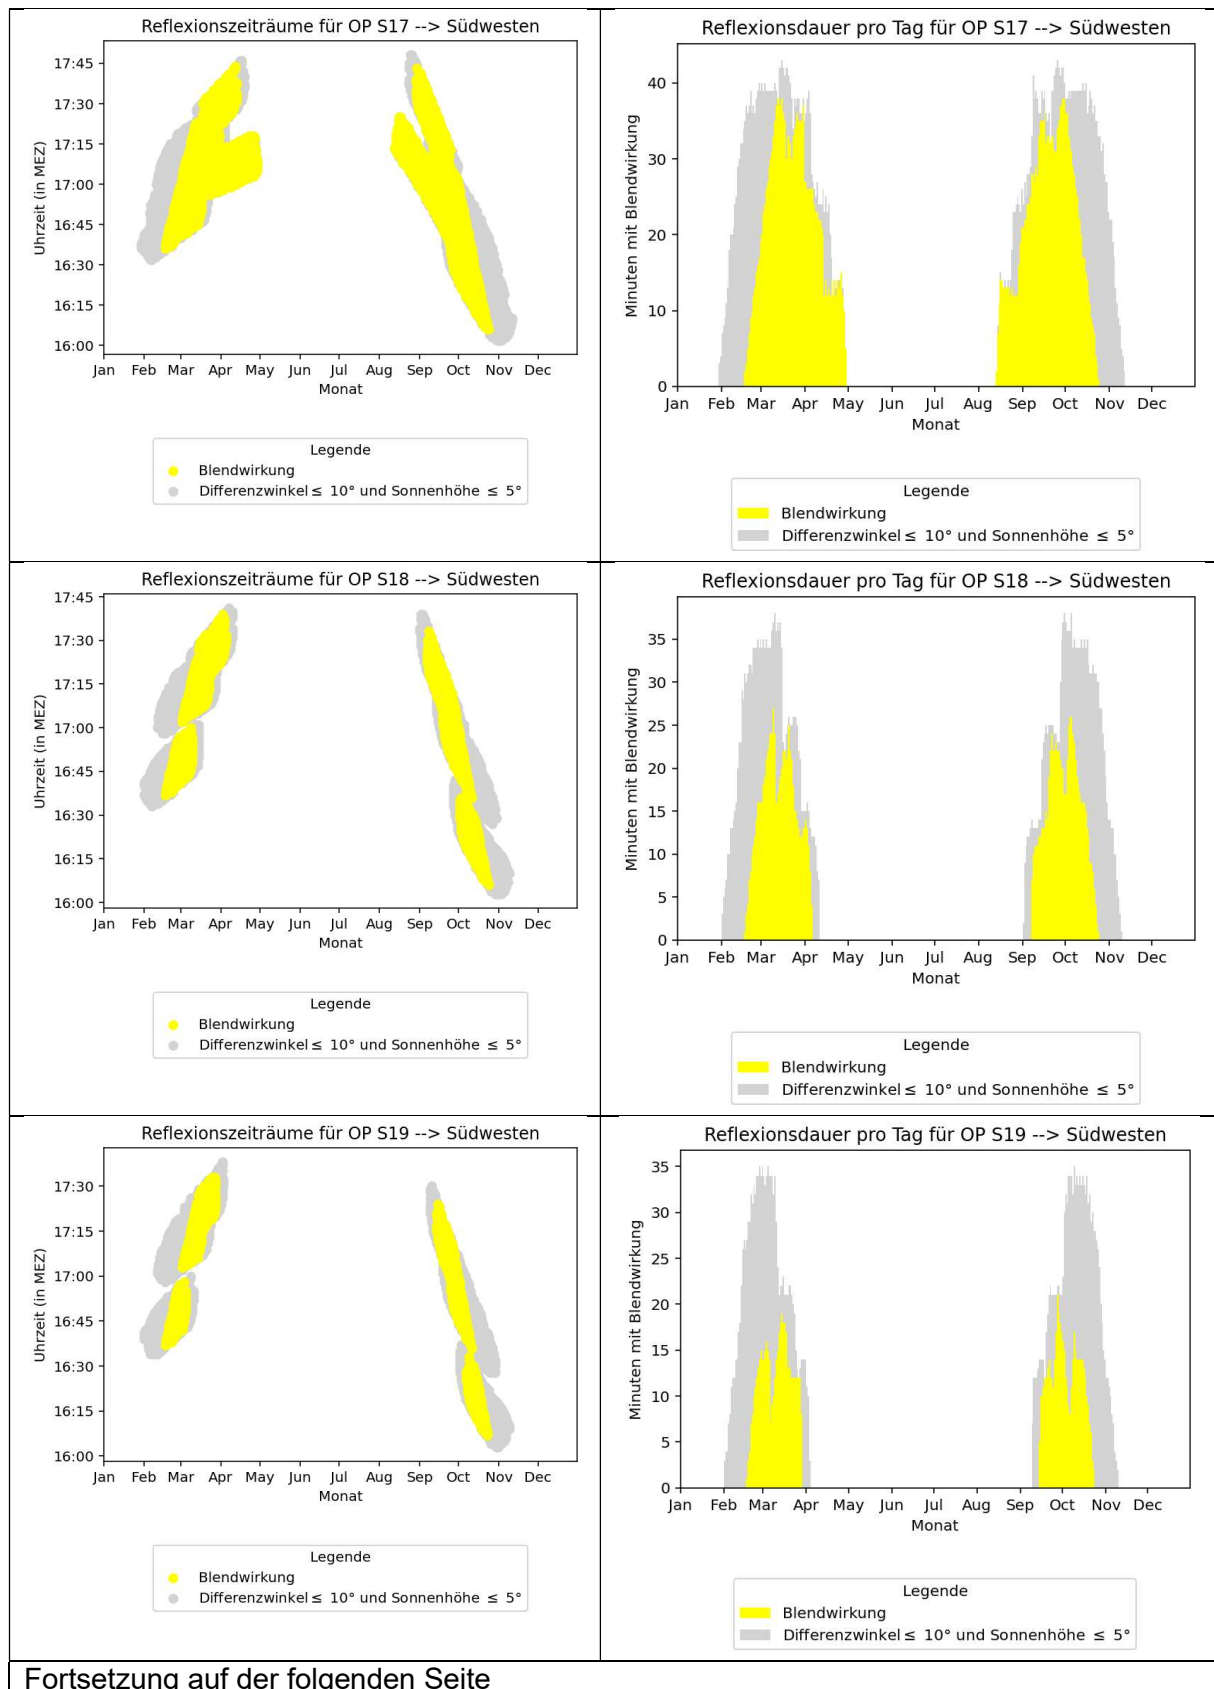 Reflexionszeiträume für OP S17 --> Südwesten
17:45
17:30
17:15
17:00
16:45
16:30
16:15
16:00
Uhrzeit (in MEZ)
Jan Feb Mar Apr May Jun Jul Aug Sep Oct Nov Dec
Monat
Legende
Blendwirkung
Differenzwinkel ≤ 10° und Sonnenhöhe ≤ 5°
Reflexionsdauer pro Tag für OP S17 --> Südwesten
40
30
20
10
0
Minuten mit Blendwirkung
Jan Feb Mar Apr May Jun Jul Aug Sep Oct Nov Dec
Monat
Legende
Blendwirkung
Differenzwinkel ≤ 10° und Sonnenhöhe ≤ 5°
Reflexionszeiträume für OP S18 --> Südwesten
17:45
17:30
17:15
17:00
16:45
16:30
16:15
16:00
Uhrzeit (in MEZ)
Jan Feb Mar Apr May Jun Jul Aug Sep Oct Nov Dec
Monat
Legende
Blendwirkung
Differenzwinkel ≤ 10° und Sonnenhöhe ≤ 5°
Reflexionsdauer pro Tag für OP S18 --> Südwesten
35
30
25
20
15
10
5
0
Minuten mit Blendwirkung
Jan Feb Mar Apr May Jun Jul Aug Sep Oct Nov Dec
Monat
Legende
Blendwirkung
Differenzwinkel ≤ 10° und Sonnenhöhe ≤ 5°
Reflexionszeiträume für OP S19 --> Südwesten
17:30
17:15
17:00
16:45
16:30
16:15
16:00
Uhrzeit (in MEZ)
Jan Feb Mar Apr May Jun Jul Aug Sep Oct Nov Dec
Monat
Legende
Blendwirkung
Differenzwinkel ≤ 10° und Sonnenhöhe ≤ 5°
Reflexionsdauer pro Tag für OP S19 --> Südwesten
35
30
25
20
15
10
5
0
Minuten mit Blendwirkung
Jan Feb Mar Apr May Jun Jul Aug Sep Oct Nov Dec
Monat
Legende
Blendwirkung
Differenzwinkel ≤ 10° und Sonnenhöhe ≤ 5°
Fortsetzung auf der folgenden Seite